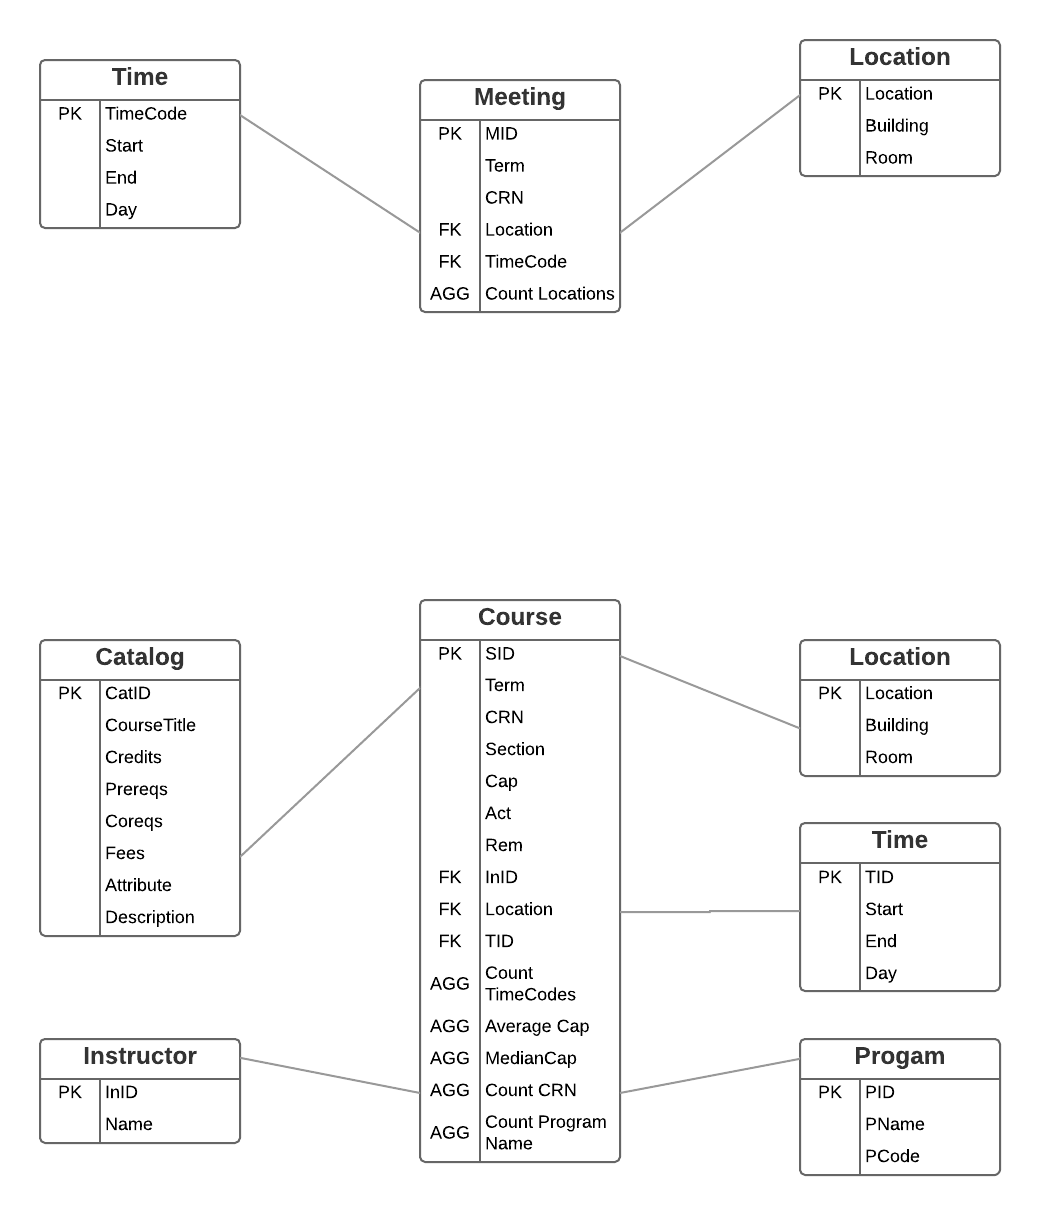 Time
PK TimeCode
Start
End
Day
Meeting
PK MID
Term
CRN
FK Location
FK TimeCode
AGG Count Locations
Location
PK Location
Building
Room
Catalog
PK CatID
CourseTitle
Credits
Prereqs
Coreqs
Fees
Attribute
Description
Instructor
PK InID
Name
Course
PK SID
Term
CRN
Section
Cap
Act
Rem
FK InID
FK Location
FK TID
AGG Count
TimeCodes
AGG Average Cap
AGG MedianCap
AGG Count CRN
AGG Count Program
Name
Location
PK Location
Building
Room
Time
PK TID
Start
End
Day
Progam
PK PID
PName
PCode